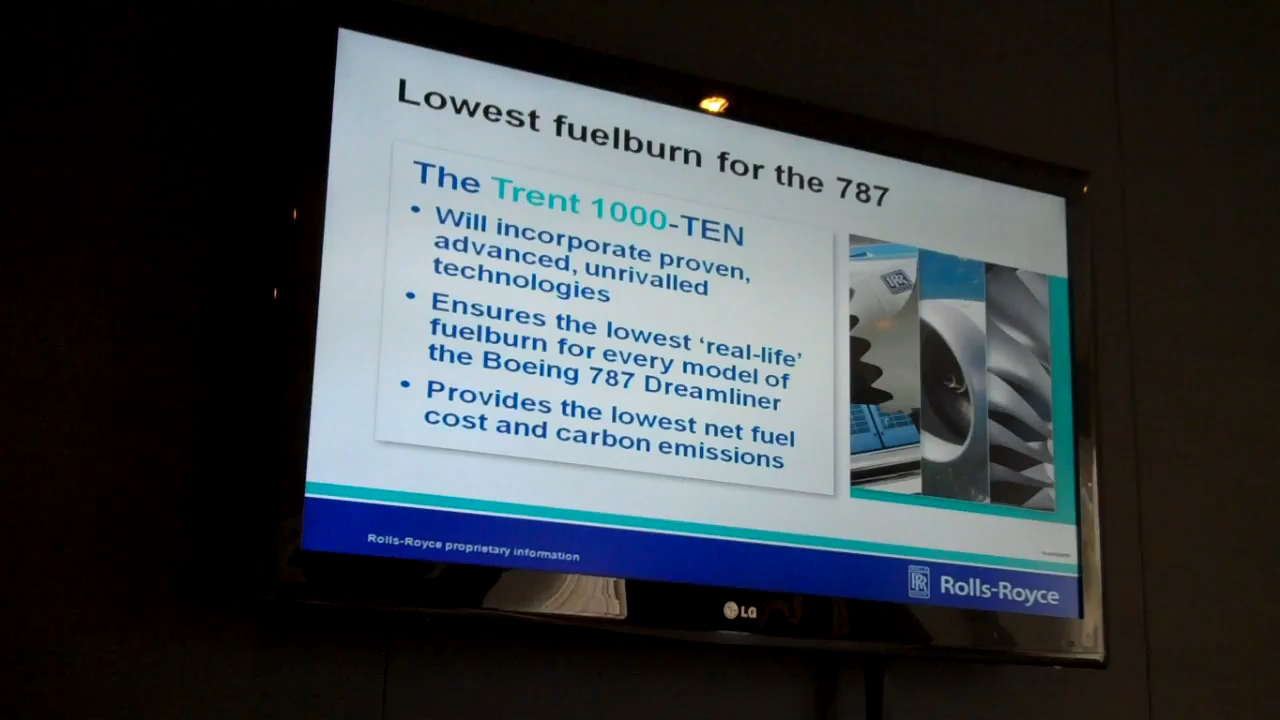 Lowest fuelburn for the 787
The Trent 1000-TEN
• Will incorporate proven,
advanced, unrivalled
technologies
• Ensures the lowest ‘real-life’
fuelburn for every model of
the Boeing 787 Dreamliner
• Provides the lowest net fuel
cost and carbon emissions
Rolls-Royce proprietary information
Rolls-Royce
LG